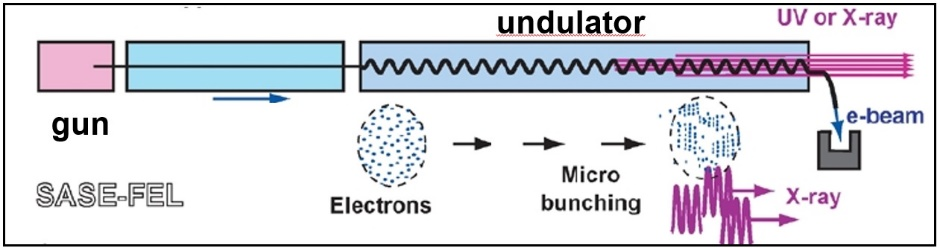 undulator
UV or X-ray
gun
e-beam
SASE-FEL
Electrons
Micro
bunching
X-ray